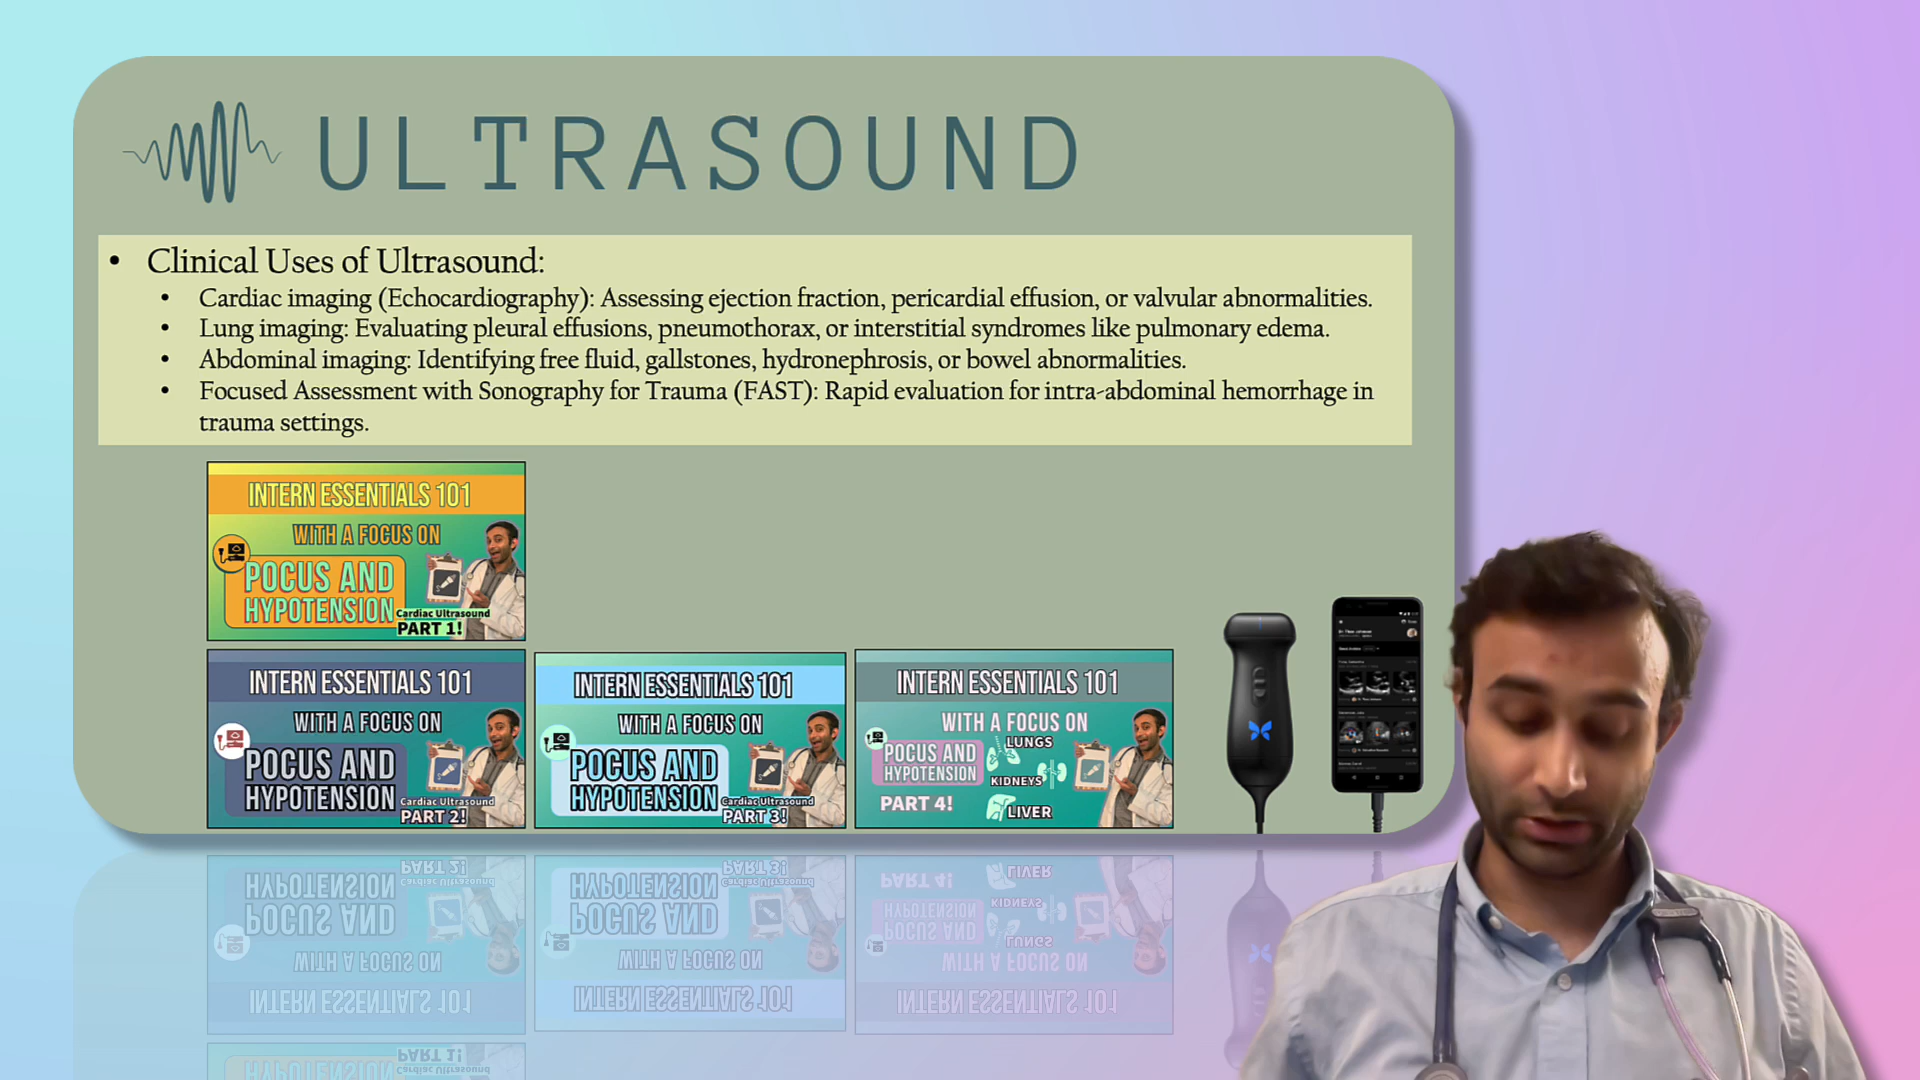 ULTRASOUND
• Clinical Uses of Ultrasound:
• Cardiac imaging (Echocardiography): Assessing ejection fraction, pericardial effusion, or valvular abnormalities.
• Lung imaging: Evaluating pleural effusions, pneumothorax, or interstitial syndromes like pulmonary edema.
• Abdominal imaging: Identifying free fluid, gallstones, hydronephrosis, or bowel abnormalities.
• Focused Assessment with Sonography for Trauma (FAST): Rapid evaluation for intra-abdominal hemorrhage in
trauma settings.
INTERN ESSENTIALS 101
WITH A FOCUS ON
POCUS AND
HYPOTENSION
Cardiac Ultrasound
PART 1!
INTERN ESSENTIALS 101
WITH A FOCUS ON
POCUS AND
HYPOTENSION
Cardiac Ultrasound
PART 2!
INTERN ESSENTIALS 101
WITH A FOCUS ON
POCUS AND
HYPOTENSION
Cardiac Ultrasound
PART 3!
INTERN ESSENTIALS 101
WITH A FOCUS ON
POCUS AND
HYPOTENSION
PART 4!
LUNGS
KIDNEYS
LIVER